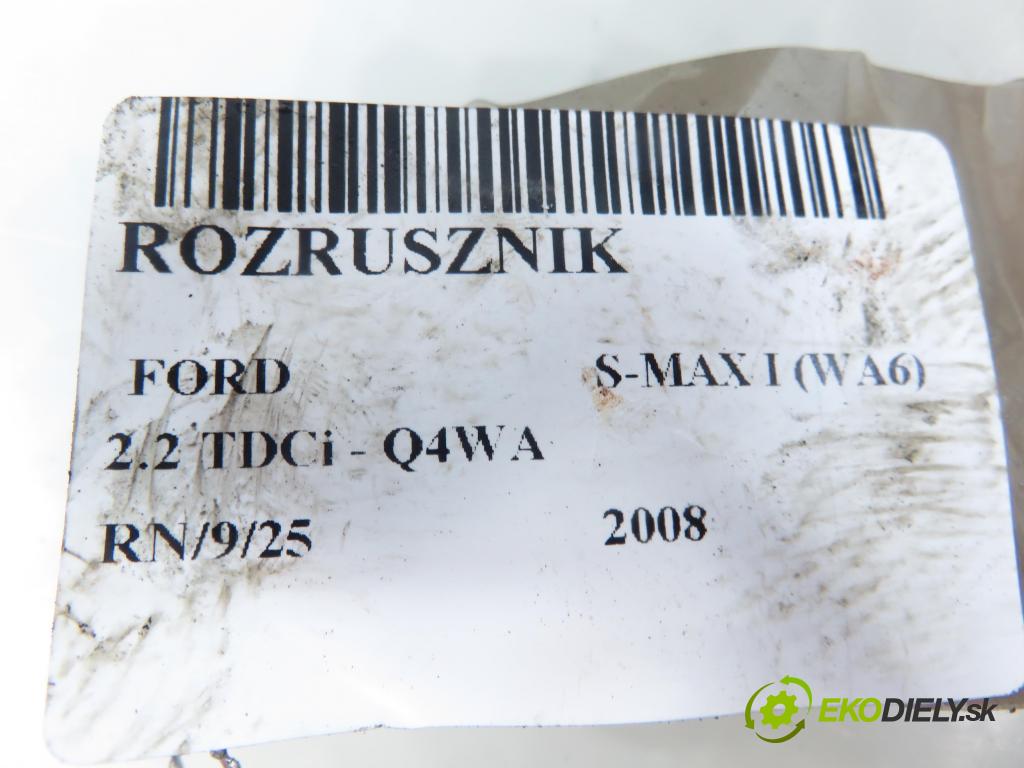 ROZRUSZNIK
FORD S-MAX I (WA6)
2.2 TDCi - Q4WA
RN/9/25 2008
EKODIELY.sk